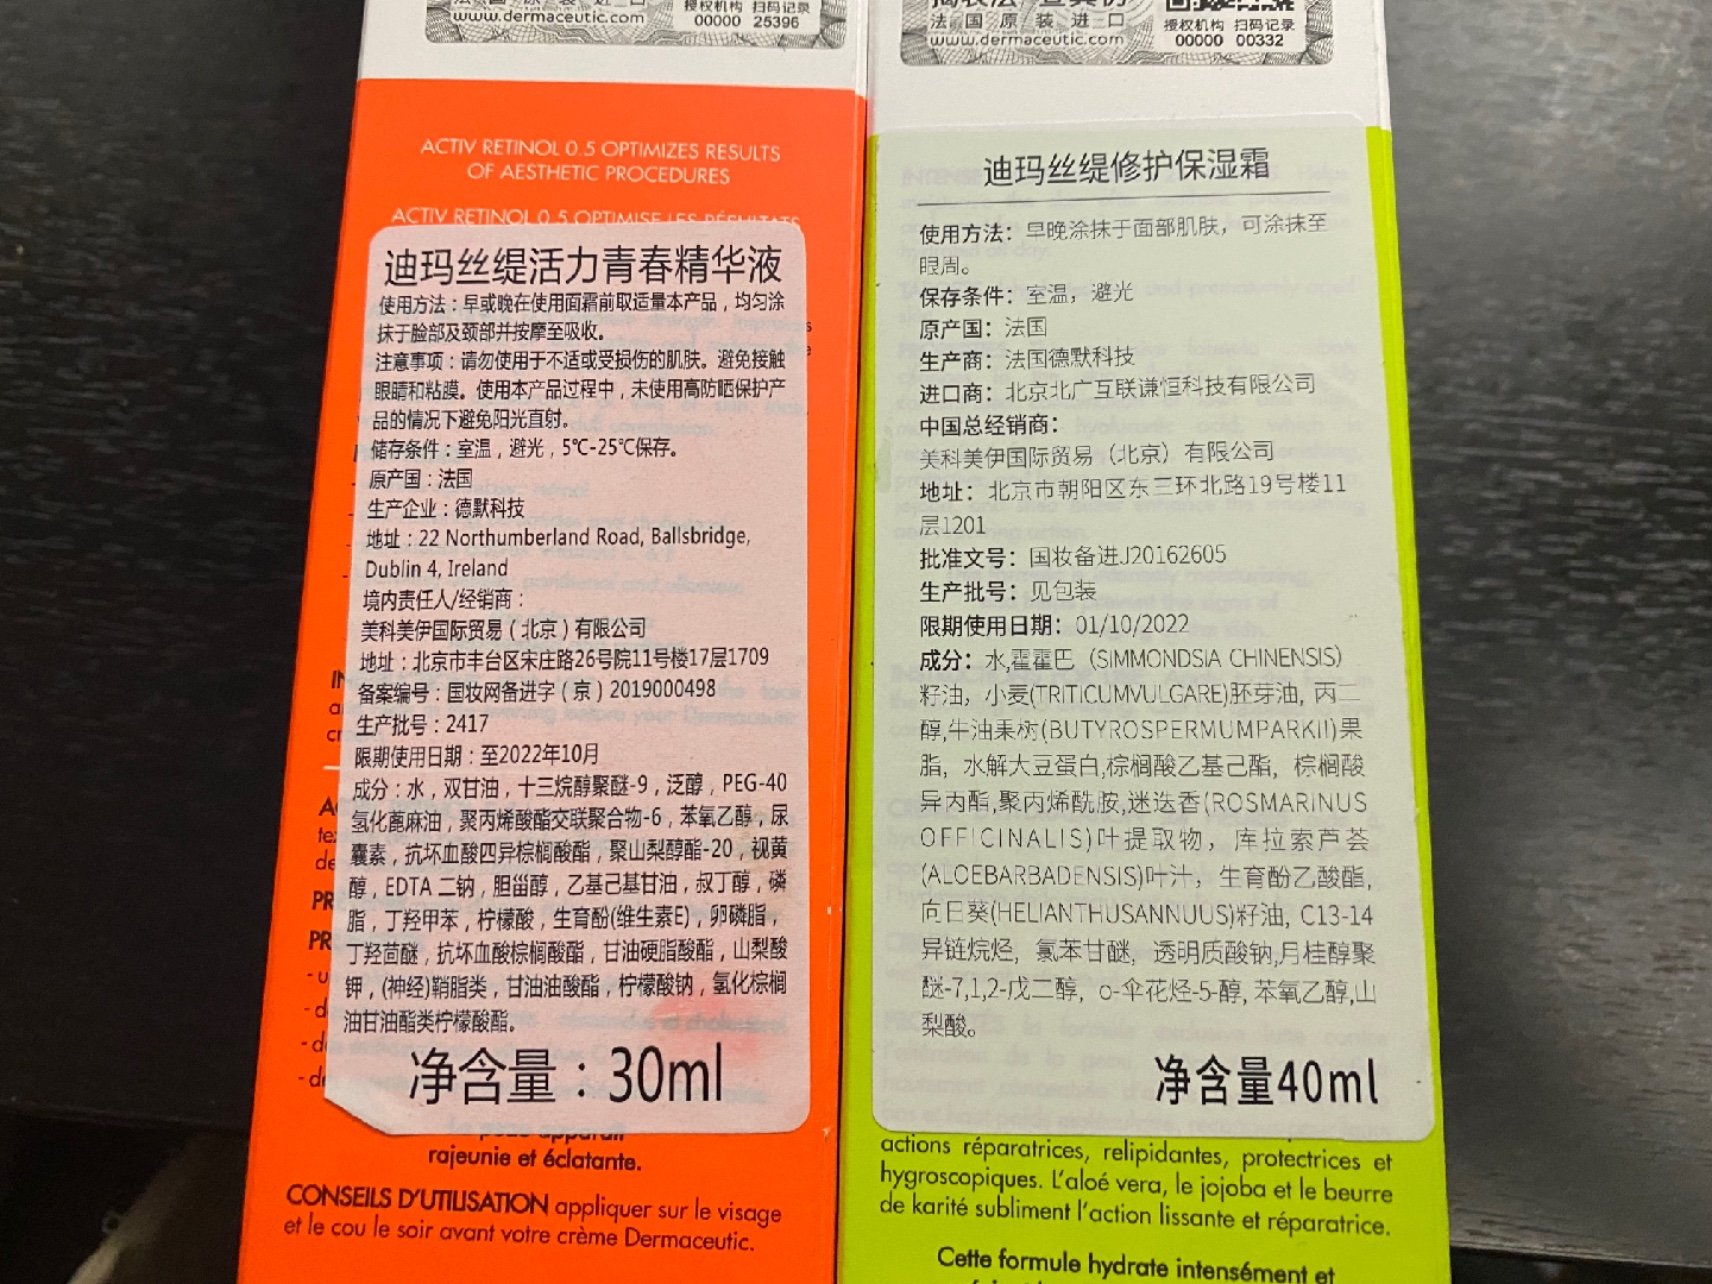 www.dermaceutic.com
授权机构 扫码记录
00000 25396
ACTIV RETINOL 0.5 OPTIMIZES RESULTS
OF AESTHETIC PROCEDURES
ACTIV RETINOL 0.5 OPTIMISE LES RÉSULTATS
迪玛丝缇活力青春精华液
使用方法：早或晚在使用面霜前取适量本产品，均匀涂
抹于脸部及颈部并按摩至吸收。
注意事项：请勿使用于不适或受损伤的肌肤。避免接触
眼睛和粘膜。使用本产品过程中，未使用高防晒保护产
品的情况下避免阳光直射。
储存条件：室温，避光，5℃-25℃保存。
原产国：法国
生产企业：德默科技
地址：22 Northumberland Road, Ballsbridge,
Dublin 4, Ireland
境内责任人/经销商：
美科美伊国际贸易（北京）有限公司
地址：北京市丰台区宋庄路26号院11号楼17层1709
备案编号：国妆网备进字（京）2019000498
生产批号：2417
限期使用日期：至2022年10月
成分：水，双甘油，十三烷醇聚醚-9，泛醇，PEG-40
氢化蓖麻油，聚丙烯酸酯交联聚合物-6，苯氧乙醇，尿
囊素，抗坏血酸四异棕榈酸酯，聚山梨醇酯-20，视黄
醇，EDTA 二钠，胆甾醇，乙基己基甘油，叔丁醇，磷
脂，丁羟甲苯，柠檬酸，生育酚(维生素E)，卵磷脂，
丁羟茴醚，抗坏血酸棕榈酸酯，甘油硬脂酸酯，山梨酸
钾，(神经)鞘脂类，甘油油酸酯，柠檬酸钠，氢化棕榈
油甘油酯类柠檬酸酯。
净含量：30ml
rajeunie et éclatante.
CONSEILS D'UTILISATION appliquer sur le visage
et le cou le soir avant votre crème Dermaceutic.
法国原装进口
www.dermaceutic.com
授权机构 扫码记录
00000 00332
迪玛丝缇修护保湿霜
使用方法：早晚涂抹于面部肌肤，可涂抹至
眼周。
保存条件：室温，避光
原产国：法国
生产商：法国德默科技
进口商：北京北广互联谦恒科技有限公司
中国总经销商：
美科美伊国际贸易（北京）有限公司
地址：北京市朝阳区东三环北路19号楼11
层1201
批准文号：国妆备进J20162605
生产批号：见包装
限期使用日期：01/10/2022
成分：水,霍霍巴（SIMMONDSIA CHINENSIS）
籽油，小麦(TRITICUMVULGARE)胚芽油，丙二
醇,牛油果树(BUTYROSPERMUMPARKII)果
脂，水解大豆蛋白,棕榈酸乙基己酯，棕榈酸
异丙酯,聚丙烯酰胺,迷迭香(ROSMARINUS
OFFICINALIS)叶提取物，库拉索芦荟
(ALOEBARBADENSIS)叶汁，生育酚乙酸酯,
向日葵(HELIANTHUSANNUUS)籽油, C13-14
异链烷烃，氯苯甘醚，透明质酸钠,月桂醇聚
醚-7,1,2-戊二醇，o-伞花烃-5-醇, 苯氧乙醇,山
梨酸。
净含量40ml
actions réparatrices, relipidantes, protectrices et
hygroscopiques. L'aloé vera, le jojoba et le beurre
de karité subliment l'action lissante et réparatrice.
Cette formule hydrate intensément et